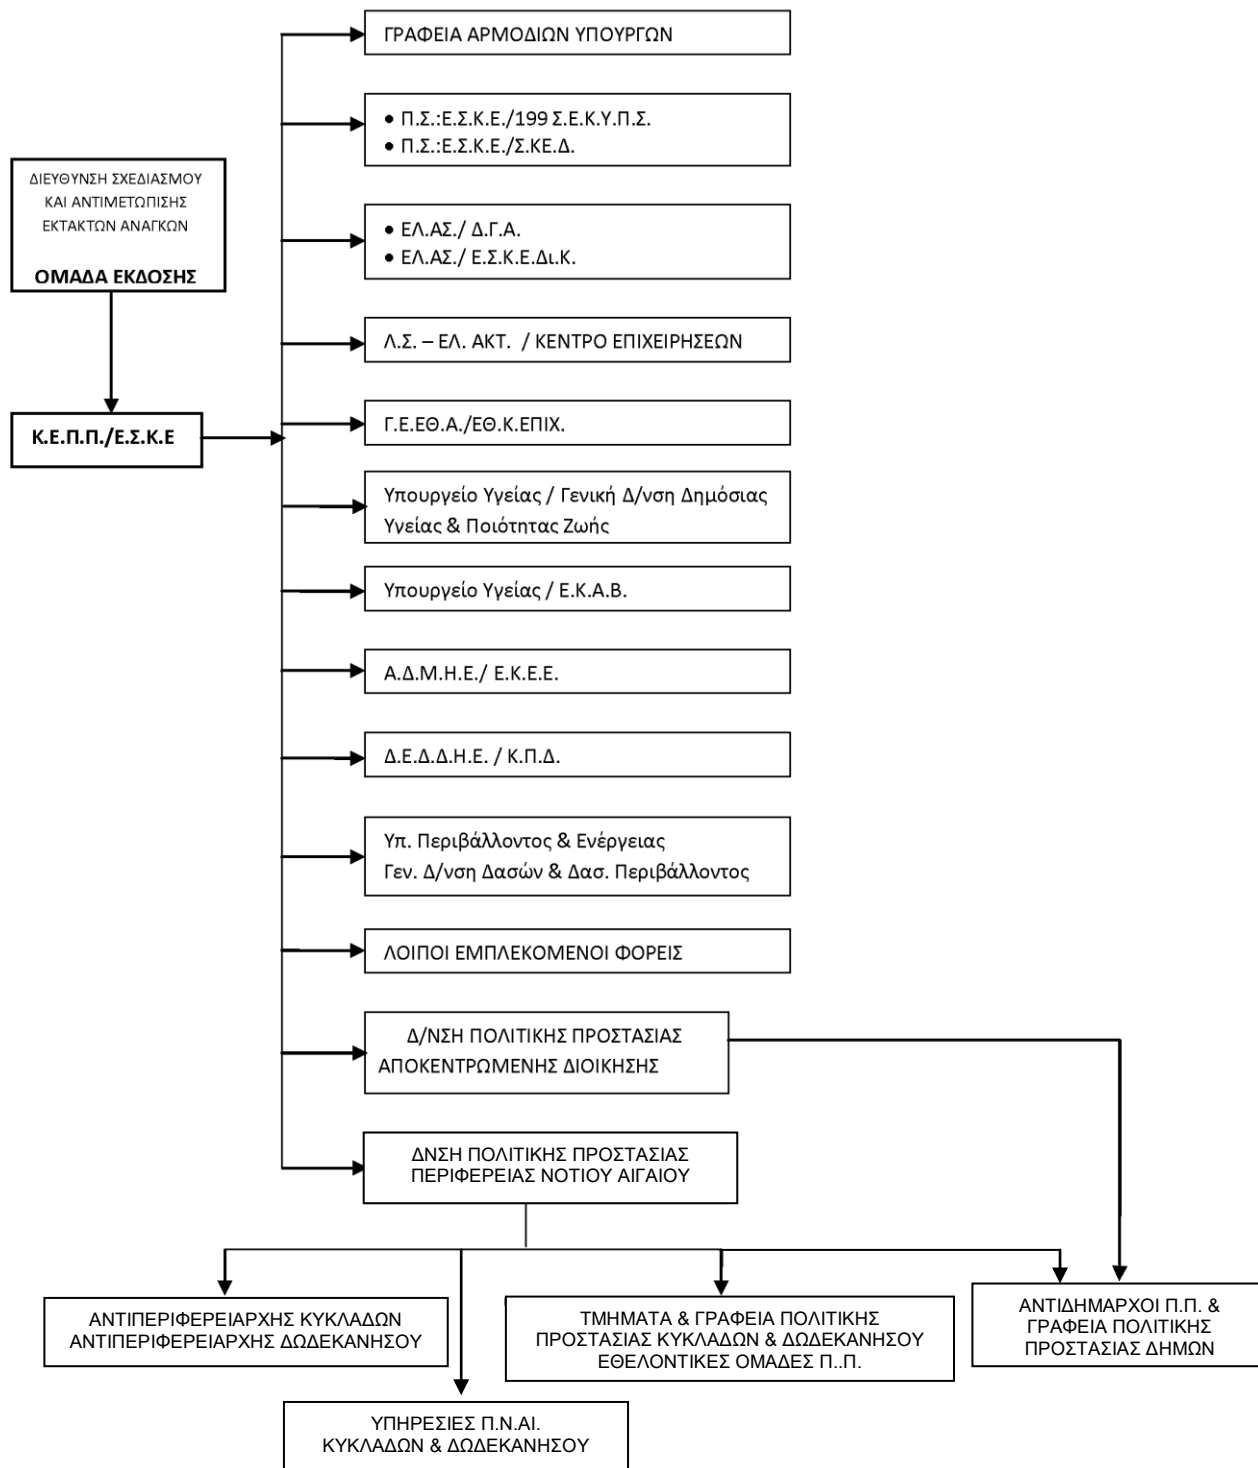 ΓΡΑΦΕΙΑ ΑΡΜΟΔΙΩΝ ΥΠΟΥΡΓΩΝ
• Π.Σ.:Ε.Σ.Κ.Ε./199 Σ.Ε.Κ.Υ.Π.Σ.
• Π.Σ.:Ε.Σ.Κ.Ε./Σ.ΚΕ.Δ.
ΔΙΕΥΘΥΝΣΗ ΣΧΕΔΙΑΣΜΟΥ
ΚΑΙ ΑΝΤΙΜΕΤΩΠΙΣΗΣ
ΕΚΤΑΚΤΩΝ ΑΝΑΓΚΩΝ
ΟΜΑΔΑ ΕΚΔΟΣΗΣ
• ΕΛ.ΑΣ./ Δ.Γ.Α.
• ΕΛ.ΑΣ./ Ε.Σ.Κ.Ε.Δι.Κ.
Λ.Σ. – ΕΛ. ΑΚΤ. / ΚΕΝΤΡΟ ΕΠΙΧΕΙΡΗΣΕΩΝ
Κ.Ε.Π.Π./Ε.Σ.Κ.Ε
Γ.Ε.ΕΘ.Α./ΕΘ.Κ.ΕΠΙΧ.
Υπουργείο Υγείας / Γενική Δ/νση Δημόσιας
Υγείας & Ποιότητας Ζωής
Υπουργείο Υγείας / Ε.Κ.Α.Β.
Α.Δ.Μ.Η.Ε./ Ε.Κ.Ε.Ε.
Δ.Ε.Δ.Δ.Η.Ε. / Κ.Π.Δ.
Υπ. Περιβάλλοντος & Ενέργειας
Γεν. Δ/νση Δασών & Δασ. Περιβάλλοντος
ΛΟΙΠΟΙ ΕΜΠΛΕΚΟΜΕΝΟΙ ΦΟΡΕΙΣ
Δ/ΝΣΗ ΠΟΛΙΤΙΚΗΣ ΠΡΟΣΤΑΣΙΑΣ
ΑΠΟΚΕΝΤΡΩΜΕΝΗΣ ΔΙΟΙΚΗΣΗΣ
ΔΝΣΗ ΠΟΛΙΤΙΚΗΣ ΠΡΟΣΤΑΣΙΑΣ
ΠΕΡΙΦΕΡΕΙΑΣ ΝΟΤΙΟΥ ΑΙΓΑΙΟΥ
ΑΝΤΙΠΕΡΙΦΕΡΕΙΑΡΧΗΣ ΚΥΚΛΑΔΩΝ
ΑΝΤΙΠΕΡΙΦΕΡΕΙΑΡΧΗΣ ΔΩΔΕΚΑΝΗΣΟΥ
ΤΜΗΜΑΤΑ & ΓΡΑΦΕΙΑ ΠΟΛΙΤΙΚΗΣ
ΠΡΟΣΤΑΣΙΑΣ ΚΥΚΛΑΔΩΝ & ΔΩΔΕΚΑΝΗΣΟΥ
ΕΘΕΛΟΝΤΙΚΕΣ ΟΜΑΔΕΣ Π..Π.
ΑΝΤΙΔΗΜΑΡΧΟΙ Π.Π. &
ΓΡΑΦΕΙΑ ΠΟΛΙΤΙΚΗΣ
ΠΡΟΣΤΑΣΙΑΣ ΔΗΜΩΝ
ΥΠΗΡΕΣΙΕΣ Π.Ν.ΑΙ.
ΚΥΚΛΑΔΩΝ & ΔΩΔΕΚΑΝΗΣΟΥ